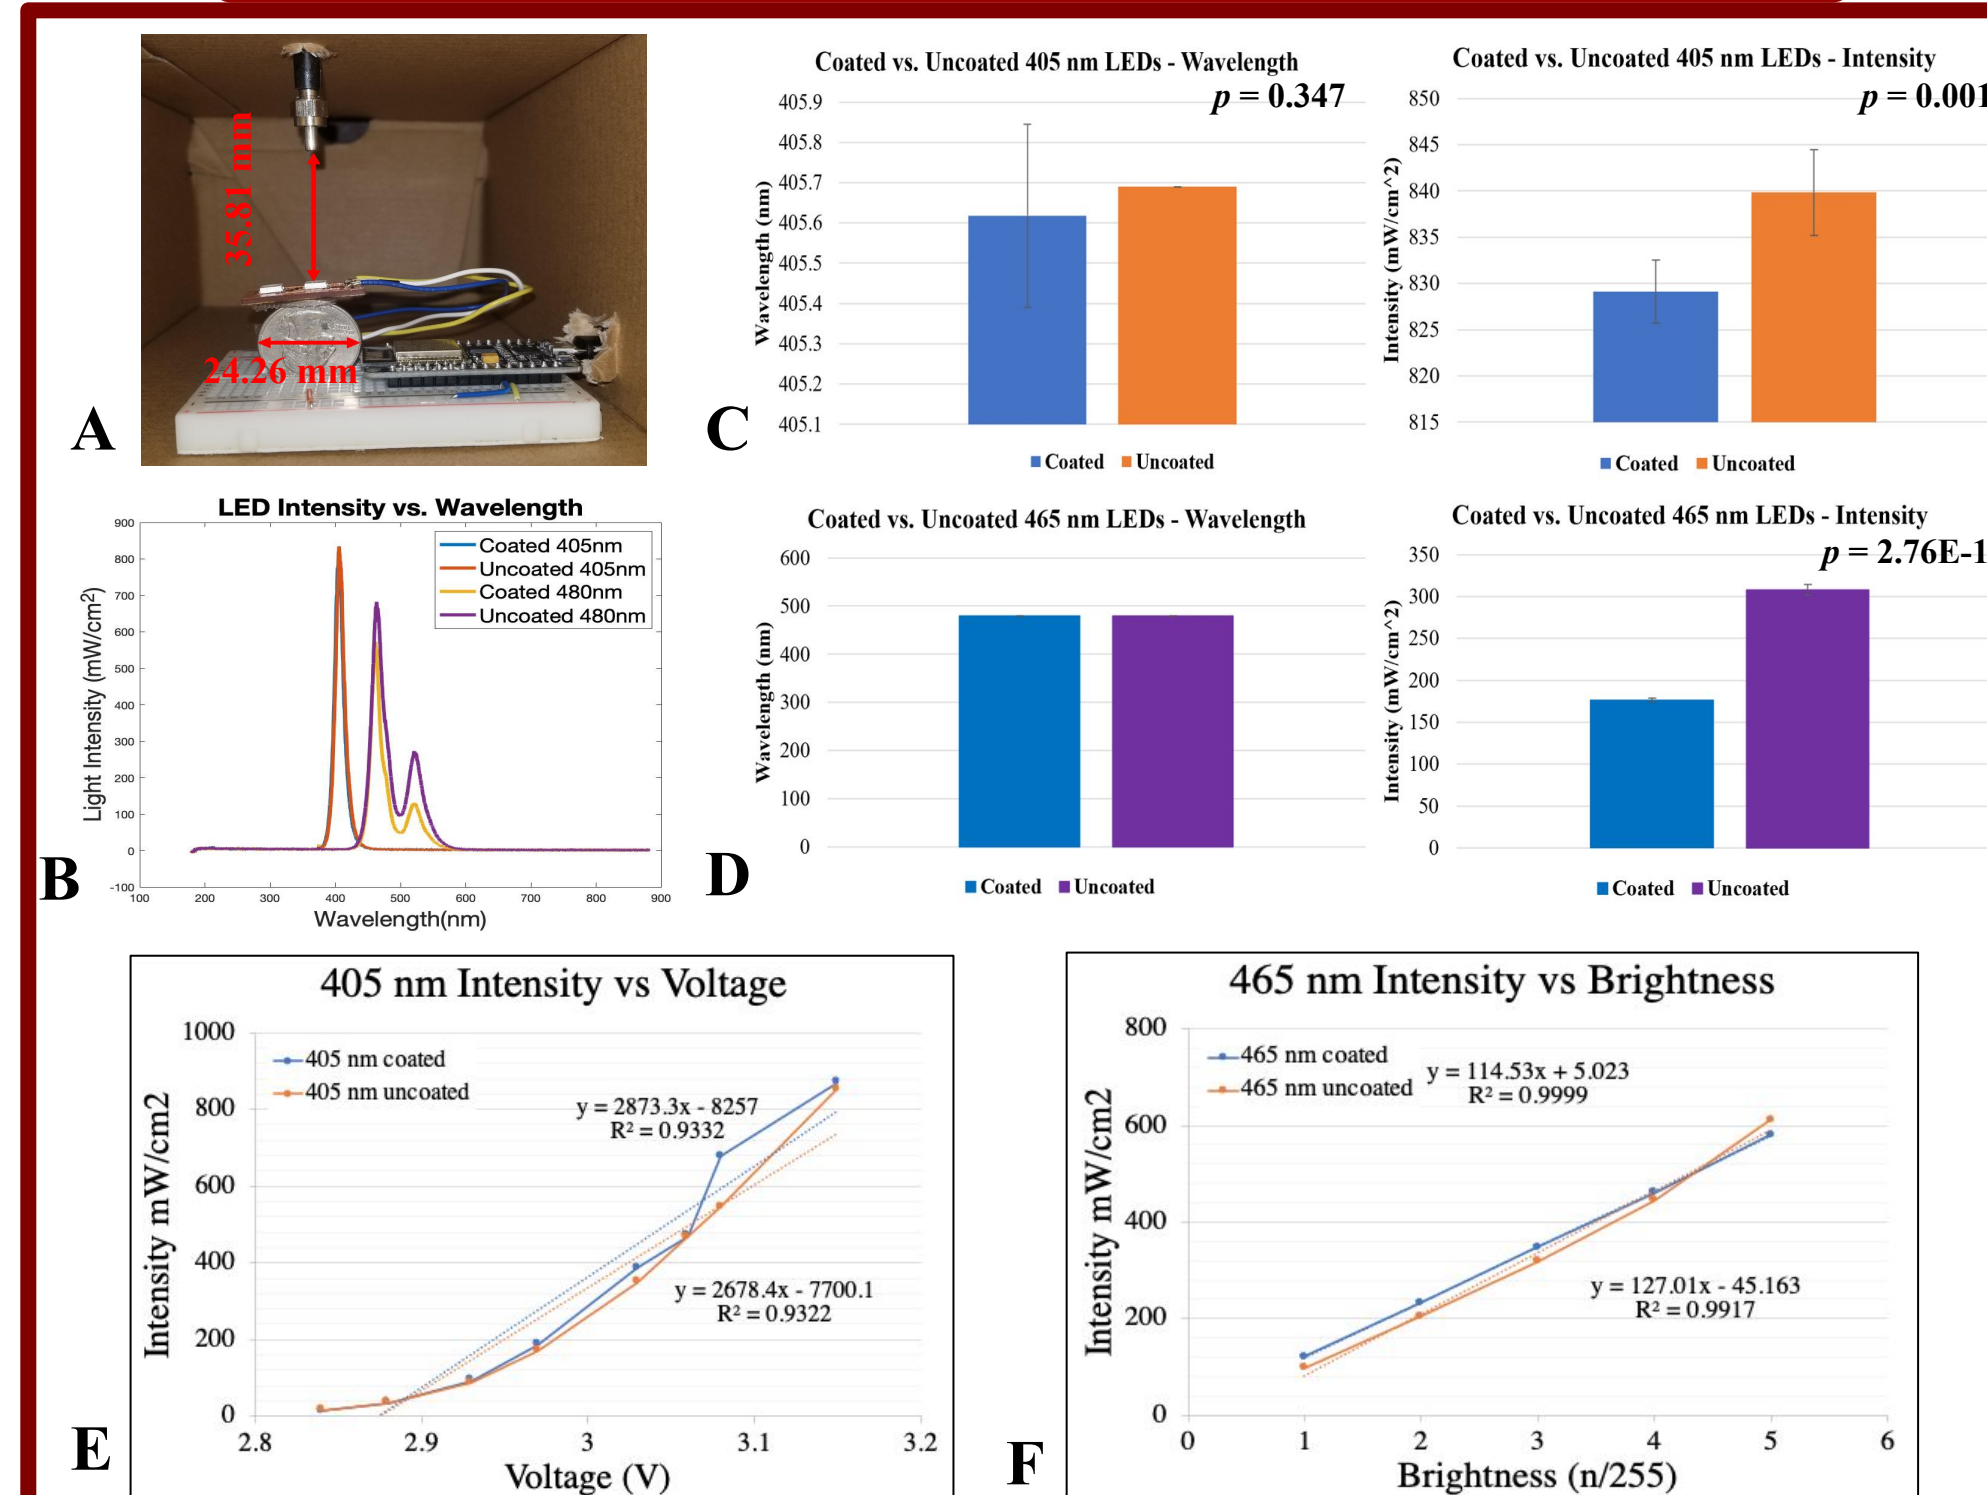 35.81 mm
24.26 mm
A
LED Intensity vs. Wavelength
Light Intensity (mW/cm2)
900
800
700
600
500
400
300
200
100
0
-100
100 200 300 400 500 600 700 800 900
Wavelength(nm)
Coated 405nm
Uncoated 405nm
Coated 480nm
Uncoated 480nm
B
Coated vs. Uncoated 405 nm LEDs - Wavelength
p = 0.347
Wavelength (nm)
405.9
405.8
405.7
405.6
405.5
405.4
405.3
405.2
405.1
Coated Uncoated
C
Coated vs. Uncoated 405 nm LEDs - Intensity
p = 0.001
Intensity (mW/cm^2)
850
845
840
835
830
825
820
815
Coated Uncoated
Coated vs. Uncoated 465 nm LEDs - Wavelength
Wavelength (nm)
600
500
400
300
200
100
0
Coated Uncoated
D
Coated vs. Uncoated 465 nm LEDs - Intensity
p = 2.76E-1
Intensity (mW/cm^2)
350
300
250
200
150
100
50
0
Coated Uncoated
405 nm Intensity vs Voltage
Intensity mW/cm2
1000
800
600
400
200
0
405 nm coated
405 nm uncoated
y = 2873.3x - 8257
R² = 0.9332
y = 2678.4x - 7700.1
R² = 0.9322
2.8 2.9 3 3.1 3.2
Voltage (V)
E
465 nm Intensity vs Brightness
Intensity mW/cm2
800
600
400
200
0
465 nm coated
465 nm uncoated
y = 114.53x + 5.023
R² = 0.9999
y = 127.01x - 45.163
R² = 0.9917
0 1 2 3 4 5 6
Brightness (n/255)
F